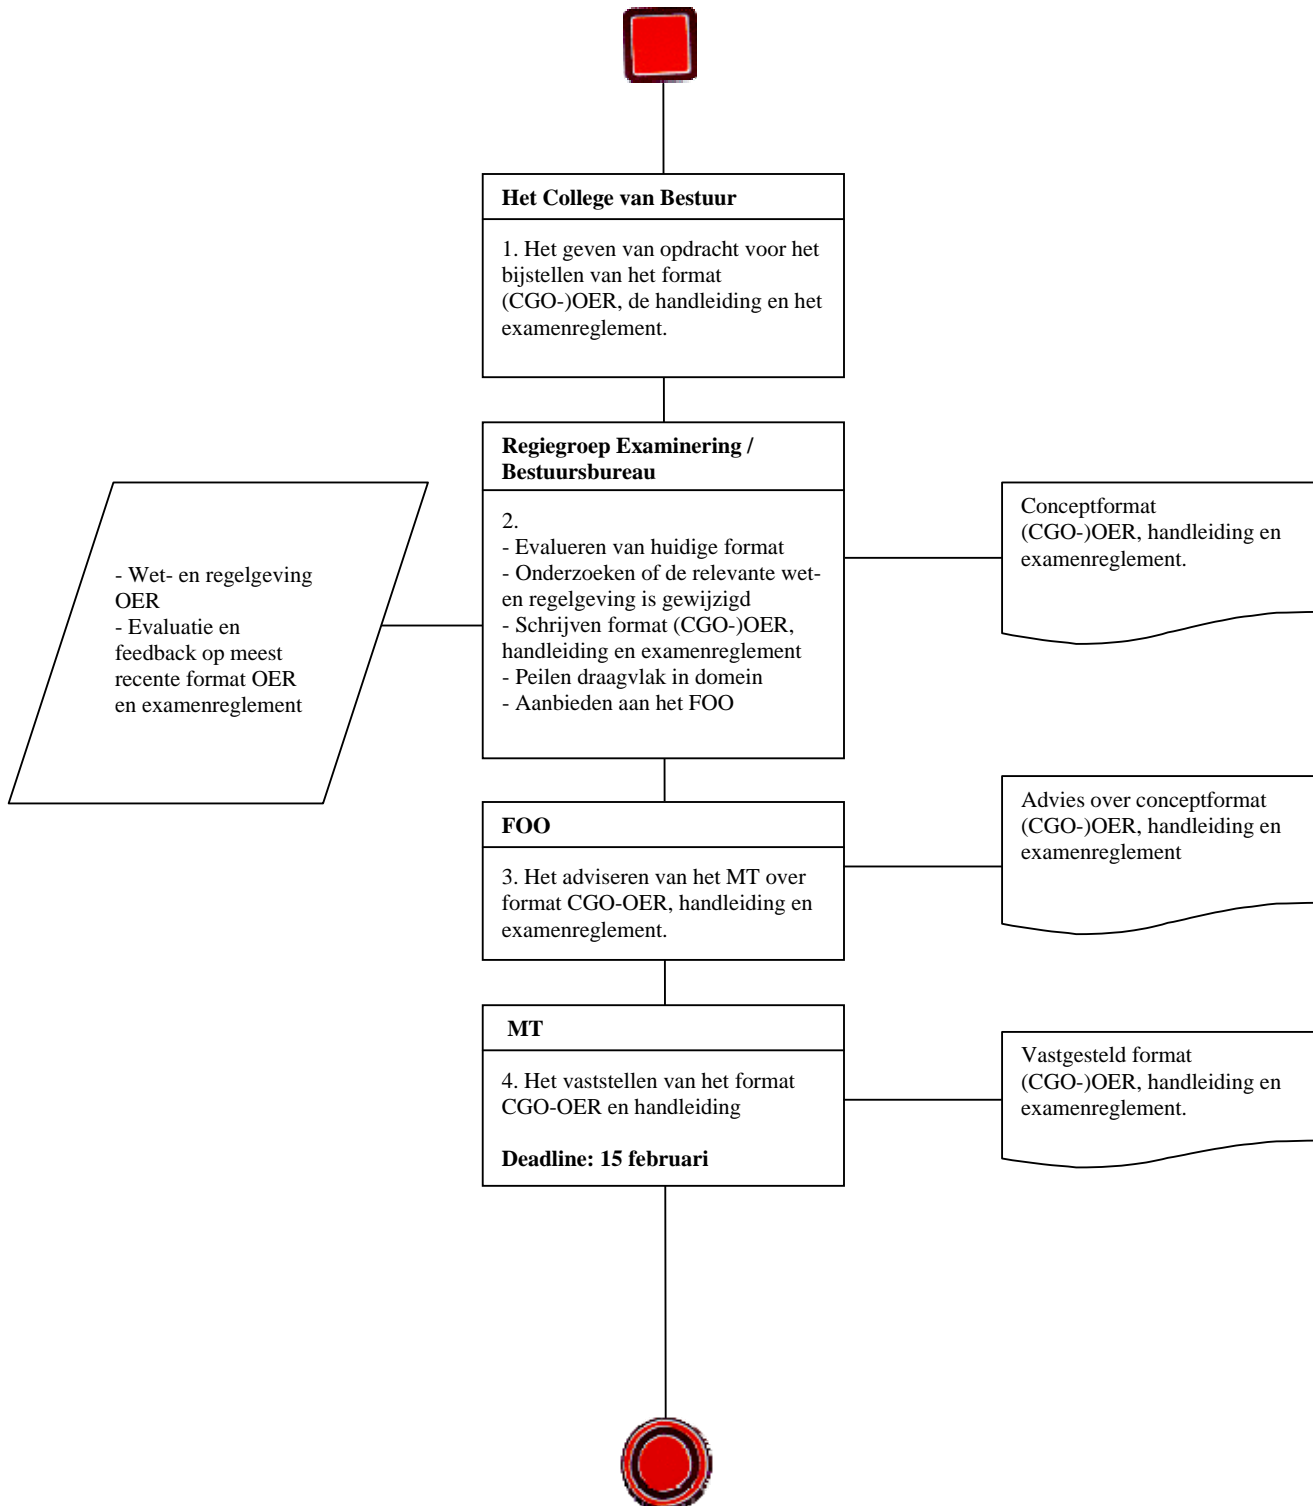 Het College van Bestuur
1. Het geven van opdracht voor het
bijstellen van het format
(CGO-)OER, de handleiding en het
examenreglement.
Regiegroep Examinering /
Bestuursbureau
2.
- Evalueren van huidige format
- Onderzoeken of de relevante wet-
en regelgeving is gewijzigd
- Schrijven format (CGO-)OER,
handleiding en examenreglement
- Peilen draagvlak in domein
- Aanbieden aan het FOO
- Wet- en regelgeving
OER
- Evaluatie en
feedback op meest
recente format OER
en examenreglement
Conceptformat
(CGO-)OER, handleiding en
examenreglement.
FOO
3. Het adviseren van het MT over
format CGO-OER, handleiding en
examenreglement.
Advies over conceptformat
(CGO-)OER, handleiding en
examenreglement
MT
4. Het vaststellen van het format
CGO-OER en handleiding
Deadline: 15 februari
Vastgesteld format
(CGO-)OER, handleiding en
examenreglement.